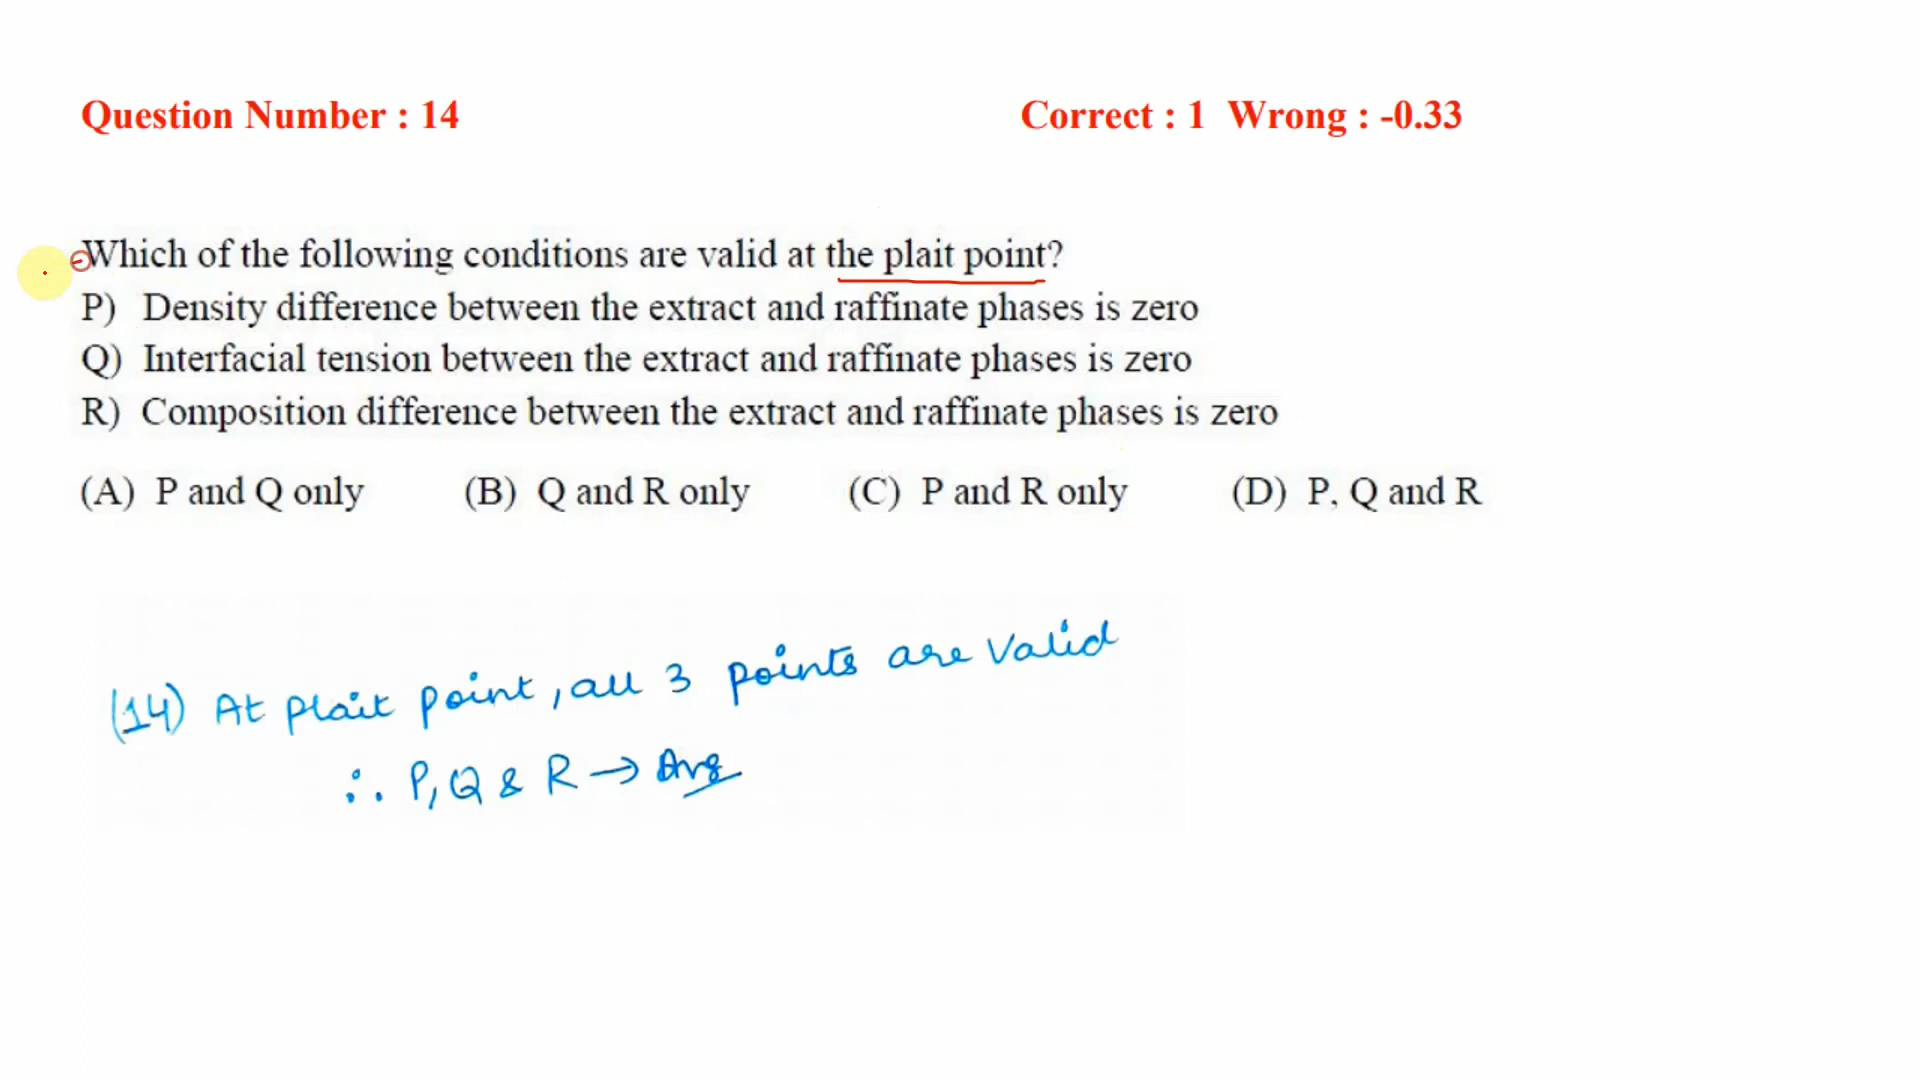 Question Number : 14 Correct : 1 Wrong : -0.33
Which of the following conditions are valid at the plait point?
P) Density difference between the extract and raffinate phases is zero
Q) Interfacial tension between the extract and raffinate phases is zero
R) Composition difference between the extract and raffinate phases is zero
(A) P and Q only (B) Q and R only (C) P and R only (D) P, Q and R
(14) At plait point, all 3 points are valid
∴ P, Q & R → Ans